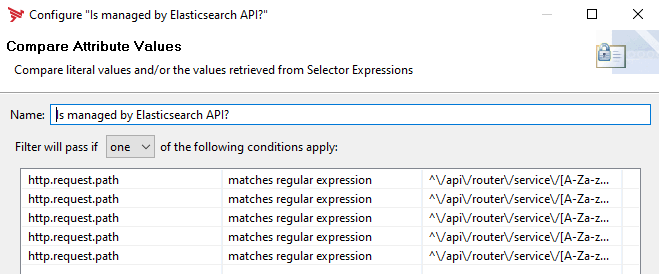 Configure "Is managed by Elasticsearch API?"
Compare Attribute Values
Compare literal values and/or the values retrieved from Selector Expressions
Name: Is managed by Elasticsearch API?
Filter will pass if one of the following conditions apply:
http.request.path matches regular expression ^\/api\/router\/service\/[A-Za-z...
http.request.path matches regular expression ^\/api\/router\/service\/[A-Za-z...
http.request.path matches regular expression ^\/api\/router\/service\/[A-Za-z...
http.request.path matches regular expression ^\/api\/router\/service\/[A-Za-z...
http.request.path matches regular expression ^\/api\/router\/service\/[A-Za-z...